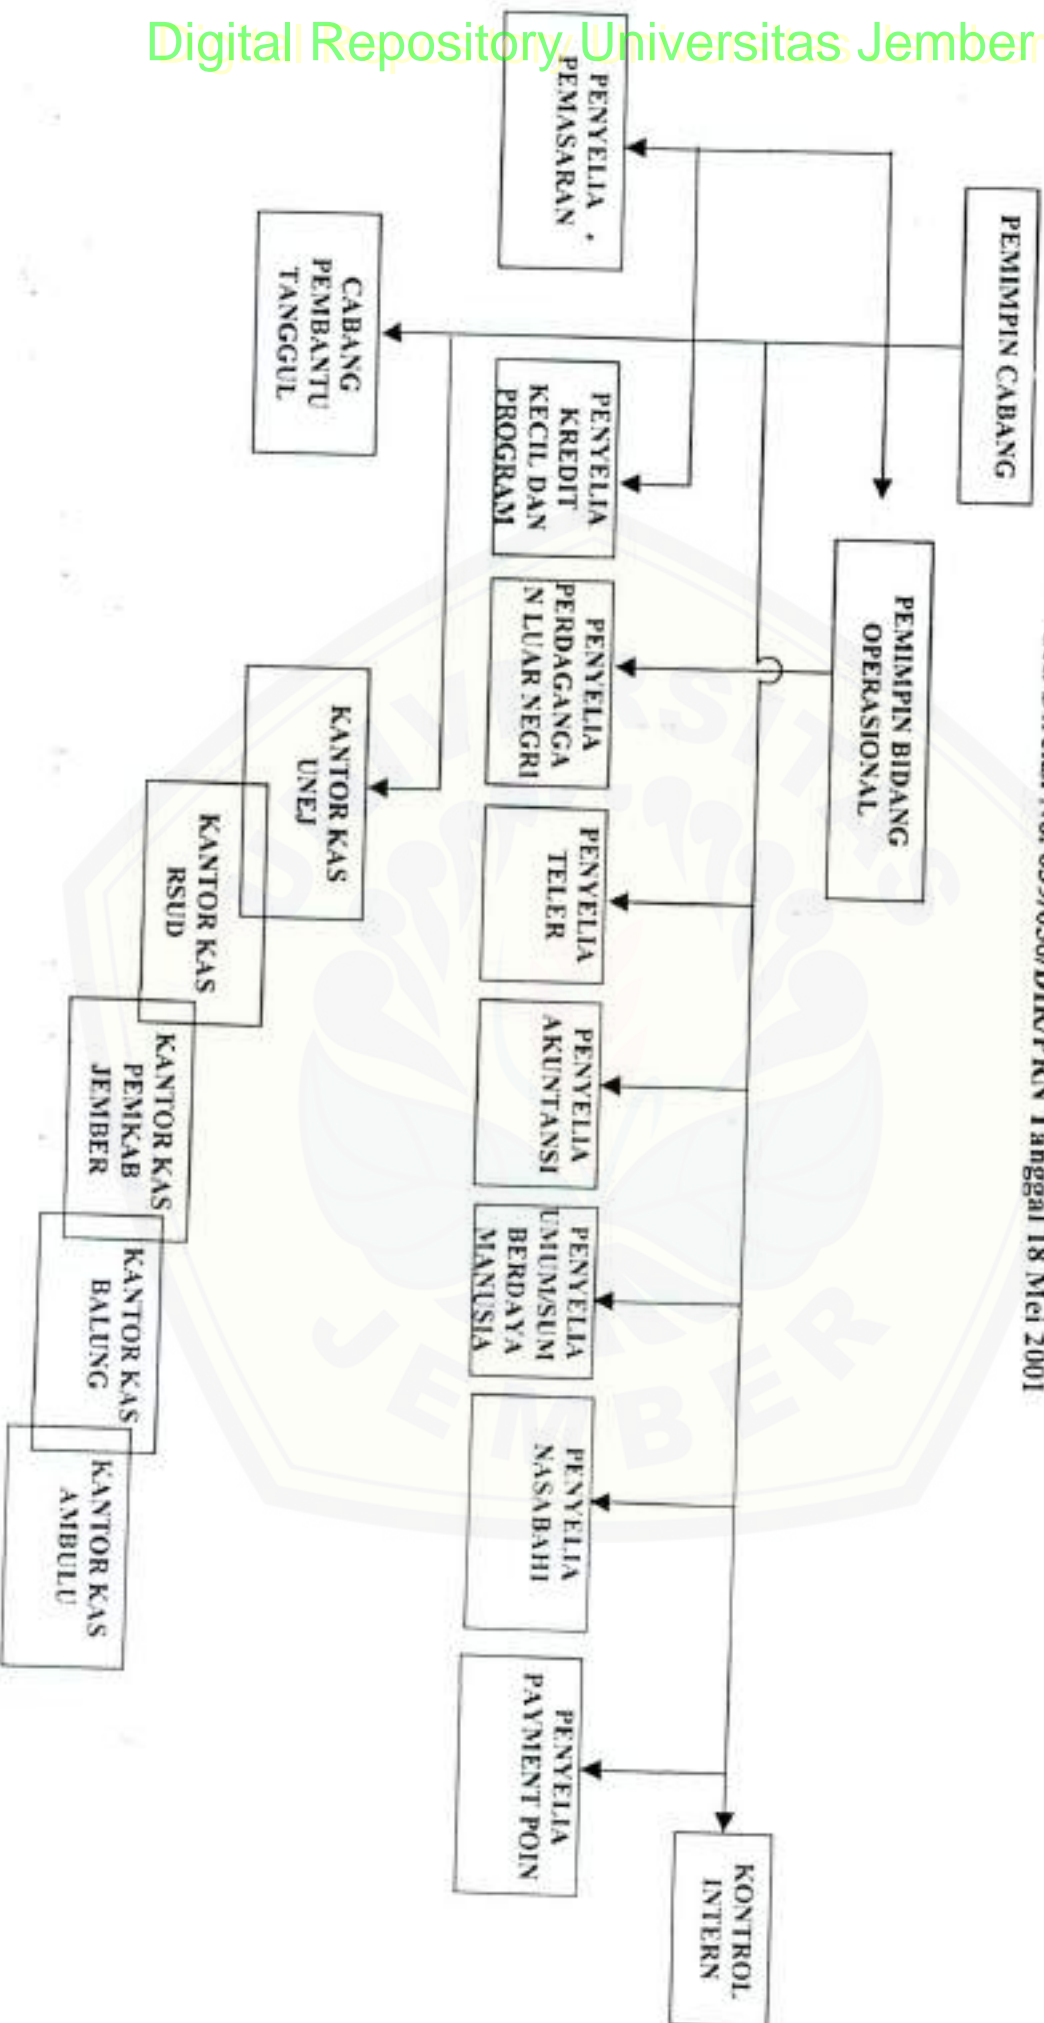 Digital Repository Universitas Jember
Tanggal 18 Mei 2001
PEMIMPIN CABANG
PEMIMPIN BIDANG
OPERASIONAL
KONTROL
INTERN
PENYELIA
PEMASARAN
PENYELIA
KREDIT
KECIL DAN
PROGRAM
PENYELIA
PERDAGANGA
N LUAR NEGRI
PENYELIA
TELER
PENYELIA
AKUNTANSI
PENYELIA
UMUM/SUM
BERDAYA
MANUSIA
PENYELIA
NASABAHI
PENYELIA
PAYMENT POIN
CABANG
PEMBANTU
TANGGUL
KANTOR KAS
UNEJ
KANTOR KAS
RSUD
KANTOR KAS
PEMKAB
JEMBER
KANTOR KAS
BALUNG
KANTOR KAS
AMBULU
UNIVERSITAS
JEMBER